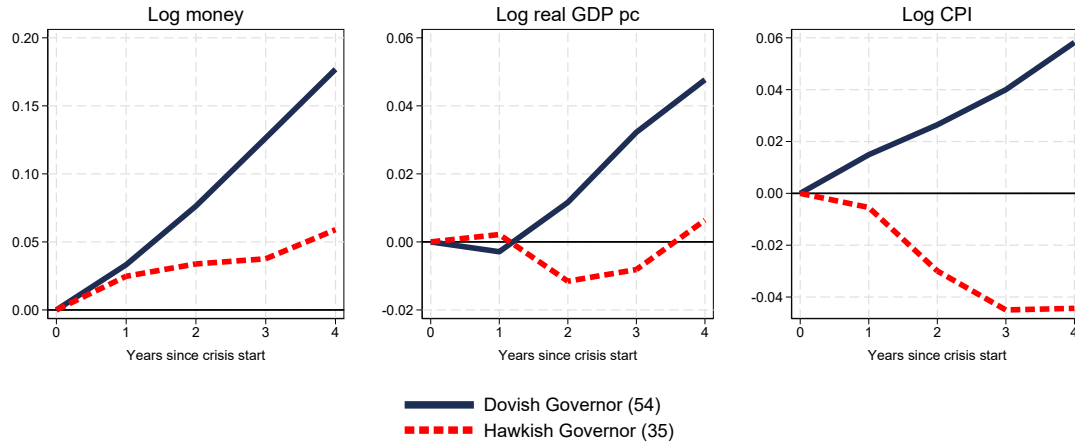 Log money
0.20
0.15
0.10
0.05
0.00
0 1 2 3 4
Years since crisis start
Log real GDP pc
0.06
0.04
0.02
0.00
-0.02
0 1 2 3 4
Years since crisis start
Log CPI
0.06
0.04
0.02
0.00
-0.02
-0.04
0 1 2 3 4
Years since crisis start
Dovish Governor (54)
Hawkish Governor (35)